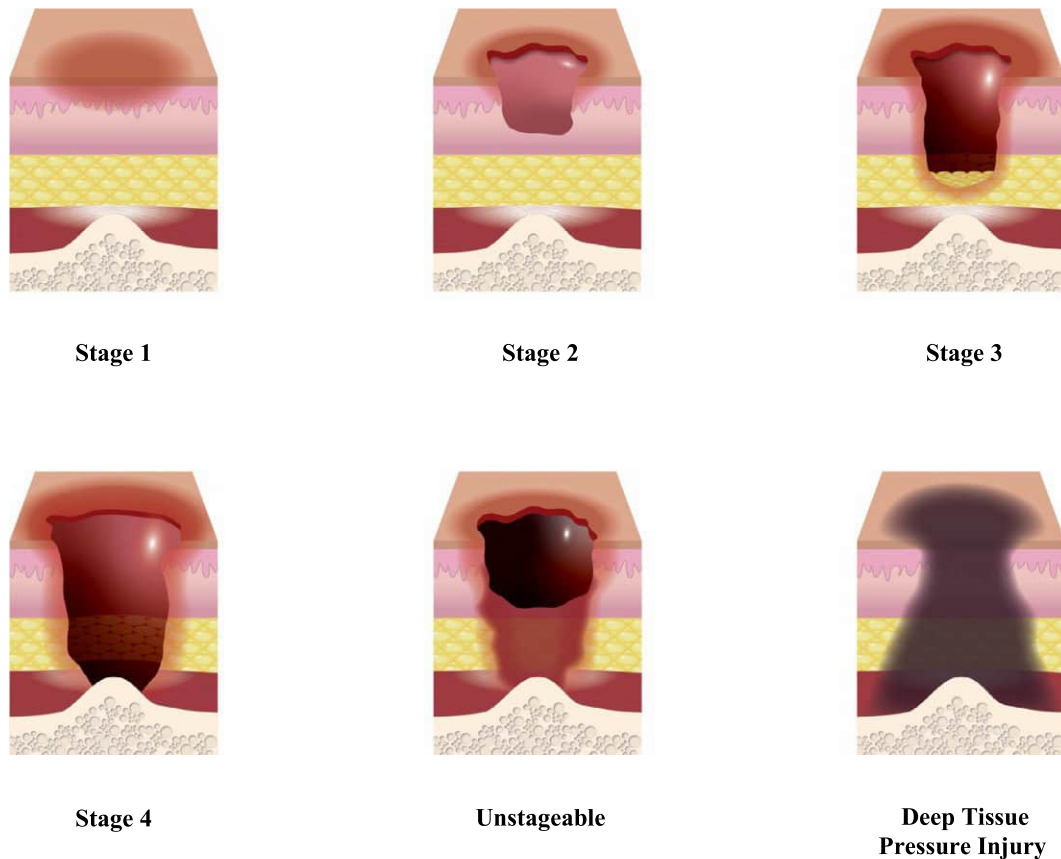 Stage 1
Stage 2
Stage 3
Stage 4
Unstageable
Deep Tissue
Pressure Injury